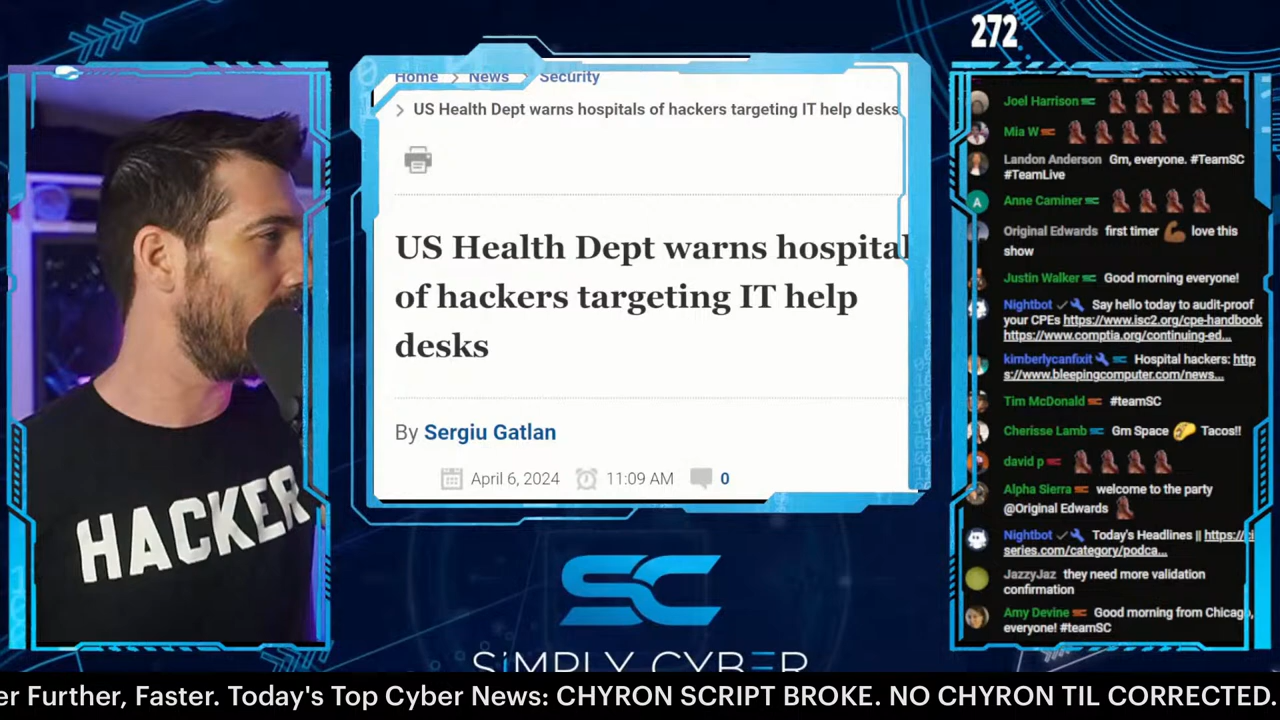 272
Home > News > Security
> US Health Dept warns hospitals of hackers targeting IT help desks
US Health Dept warns hospital
of hackers targeting IT help
desks
By Sergiu Gatlan
April 6, 2024 11:09 AM 0
HACKER
SC
SiMPLY CYBER
Joel Harrison
Mia W
Landon Anderson Gm, everyone. #TeamSC
#TeamLive
A Anne Caminer
Original Edwards first timer 💪🏾 love this
show
Justin Walker Good morning everyone!
Nightbot Say hello today to audit-proof
your CPEs https://www.isc2.org/cpe-handbook
https://www.comptia.org/continuing-ed...
kimberlycanfixit Hospital hackers: http
s://www.bleepingcomputer.com/news...
Tim McDonald #teamSC
Cherisse Lamb Gm Space 🌮 Tacos!!
david p
Alpha Sierra welcome to the party
@Original Edwards
Nightbot Today's Headlines || https://ci
series.com/category/podca...
JazzyJaz they need more validation
confirmation
Amy Devine Good morning from Chicago,
everyone! #teamSC
er Further, Faster. Today's Top Cyber News: CHYRON SCRIPT BROKE. NO CHYRON TIL CORRECTED.